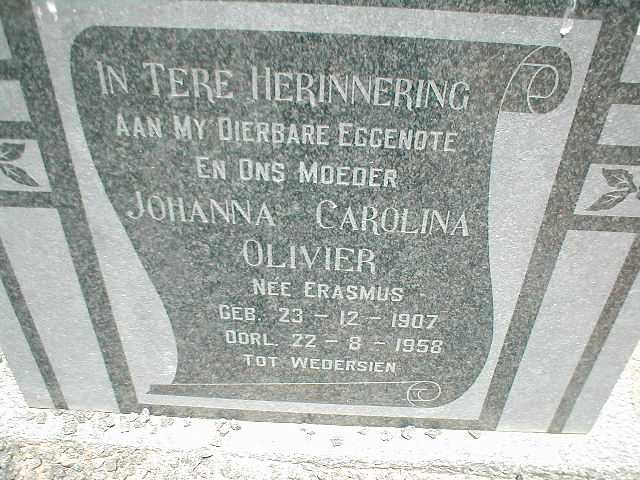 IN TERE HERINNERING
AAN MY DIERBARE EGGENOTE
EN ONS MOEDER
JOHANNA CAROLINA
OLIVIER
NEE ERASMUS
GEB. 23 - 12 - 1907
OORL. 22 - 8 - 1958
TOT WEDERSIEN